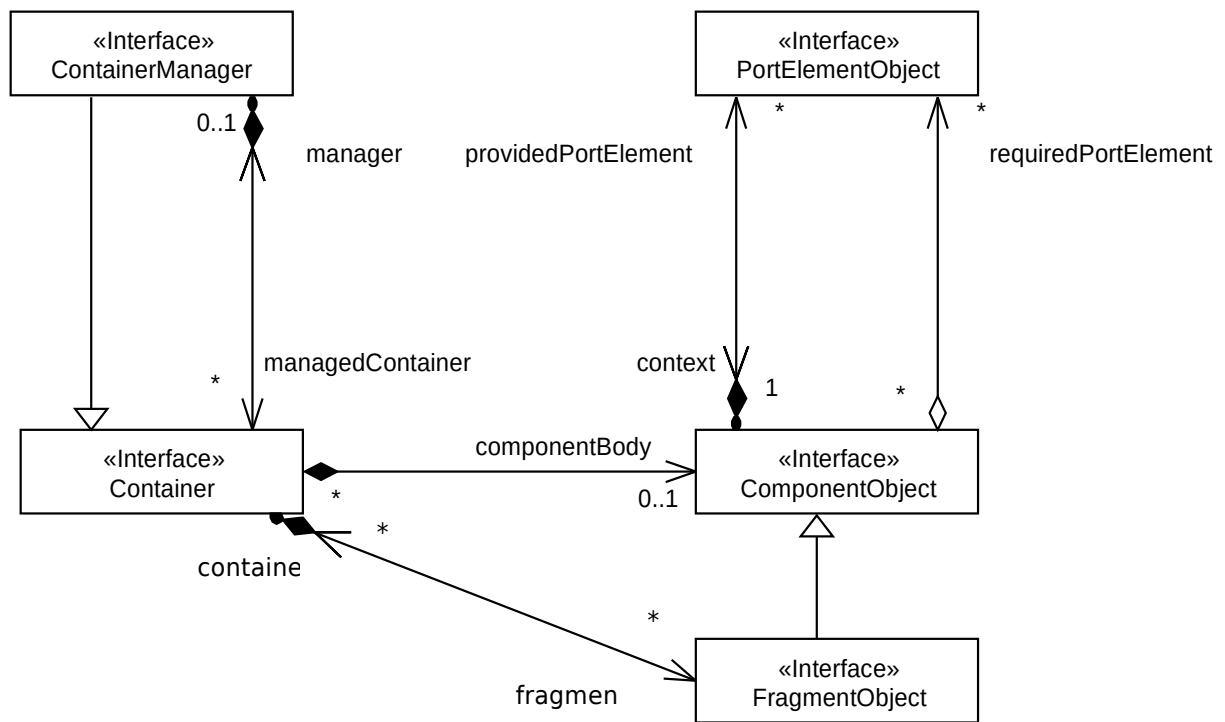 «Interface»
ContainerManager
«Interface»
PortElementObject
0..1
*
*
manager
providedPortElement
requiredPortElement
managedContainer
*
context
1
*
«Interface»
Container
componentBody
*
0..1
«Interface»
ComponentObject
*
containe
*
fragmen
«Interface»
FragmentObject